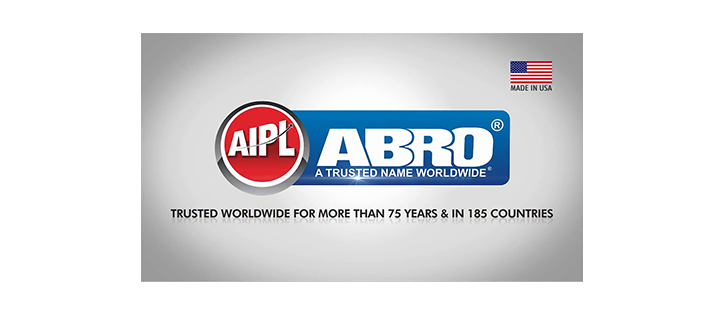 MADE IN USA
AIPL
ABRO®
A TRUSTED NAME WORLDWIDE©
TRUSTED WORLDWIDE FOR MORE THAN 75 YEARS & IN 185 COUNTRIES